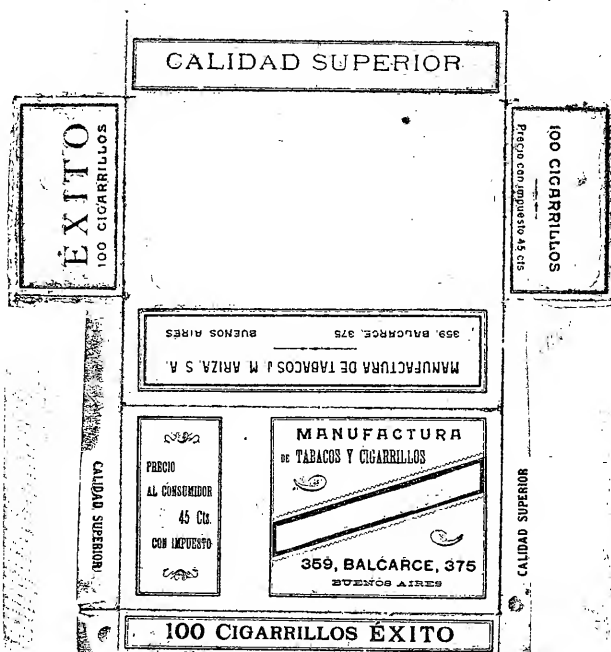 CALIDAD SUPERIOR
ÉXITO
100 CIGARRILLOS
100 CIGARRILLOS
Precio con impuesto 45 cts
MANUFACTURA DE TABACOS J. M. ARIZA. S. A.
359, BALCARCE, 375 BUENOS AIRES
CALIDAD SUPERIOR
PRECIO
AL CONSUMIDOR
45 Cts.
CON IMPUESTO
MANUFACTURA
DE TABACOS Y CIGARRILLOS
359, BALCARCE, 375
BUENOS AIRES
CALIDAD SUPERIOR
100 CIGARRILLOS ÉXITO